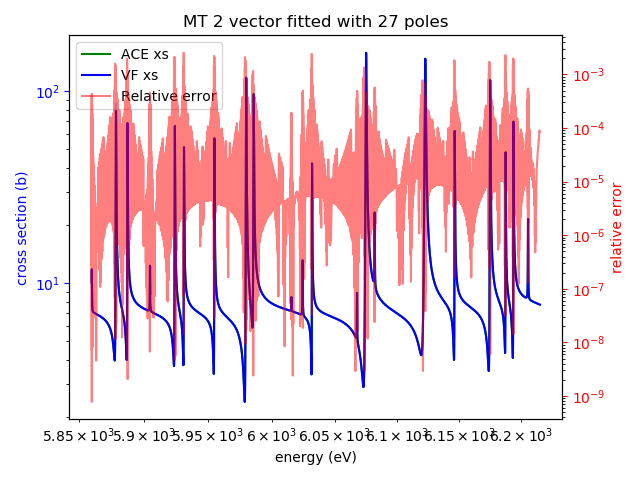 MT 2 vector fitted with 27 poles
ACE xs
VF xs
Relative error
cross section (b)
10²
10¹
relative error
10⁻³
10⁻⁴
10⁻⁵
10⁻⁶
10⁻⁷
10⁻⁸
10⁻⁹
5.85 × 10³ 5.9 × 10³ 5.95 × 10³ 6 × 10³ 6.05 × 10³ 6.1 × 10³ 6.15 × 10³ 6.2 × 10³
energy (eV)